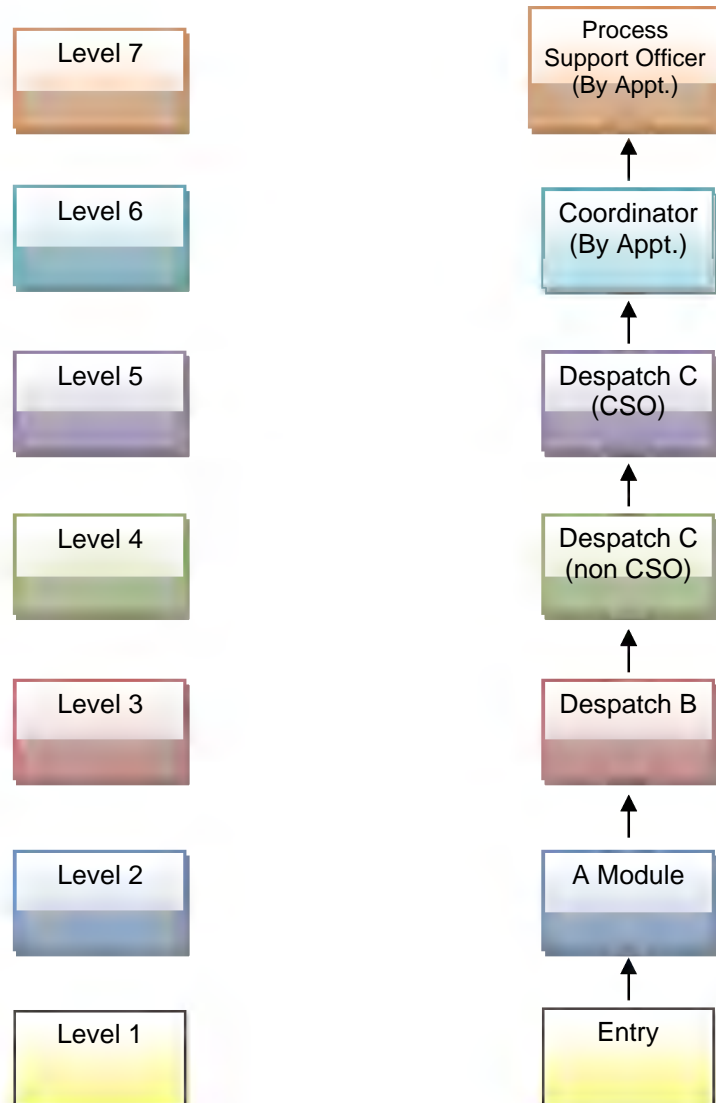 Level 7
Process
Support Officer
(By Appt.)
Level 6
Coordinator
(By Appt.)
Level 5
Despatch C
(CSO)
Level 4
Despatch C
(non CSO)
Level 3
Despatch B
Level 2
A Module
Level 1
Entry